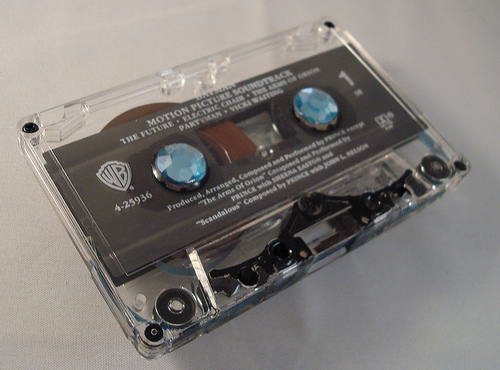 MOTION PICTURE SOUNDTRACK
THE FUTURE • ELECTRIC CHAIR • THE ARMS OF ORION
PARTYMAN • VICKI WAITING
1
WB
4-25936
Produced, Arranged, Composed and Performed by PRINCE except
"The Arms Of Orion" Composed and Performed by
PRINCE with SHEENA EASTON and
"Scandalous" Composed by PRINCE with JOHN L. NELSON